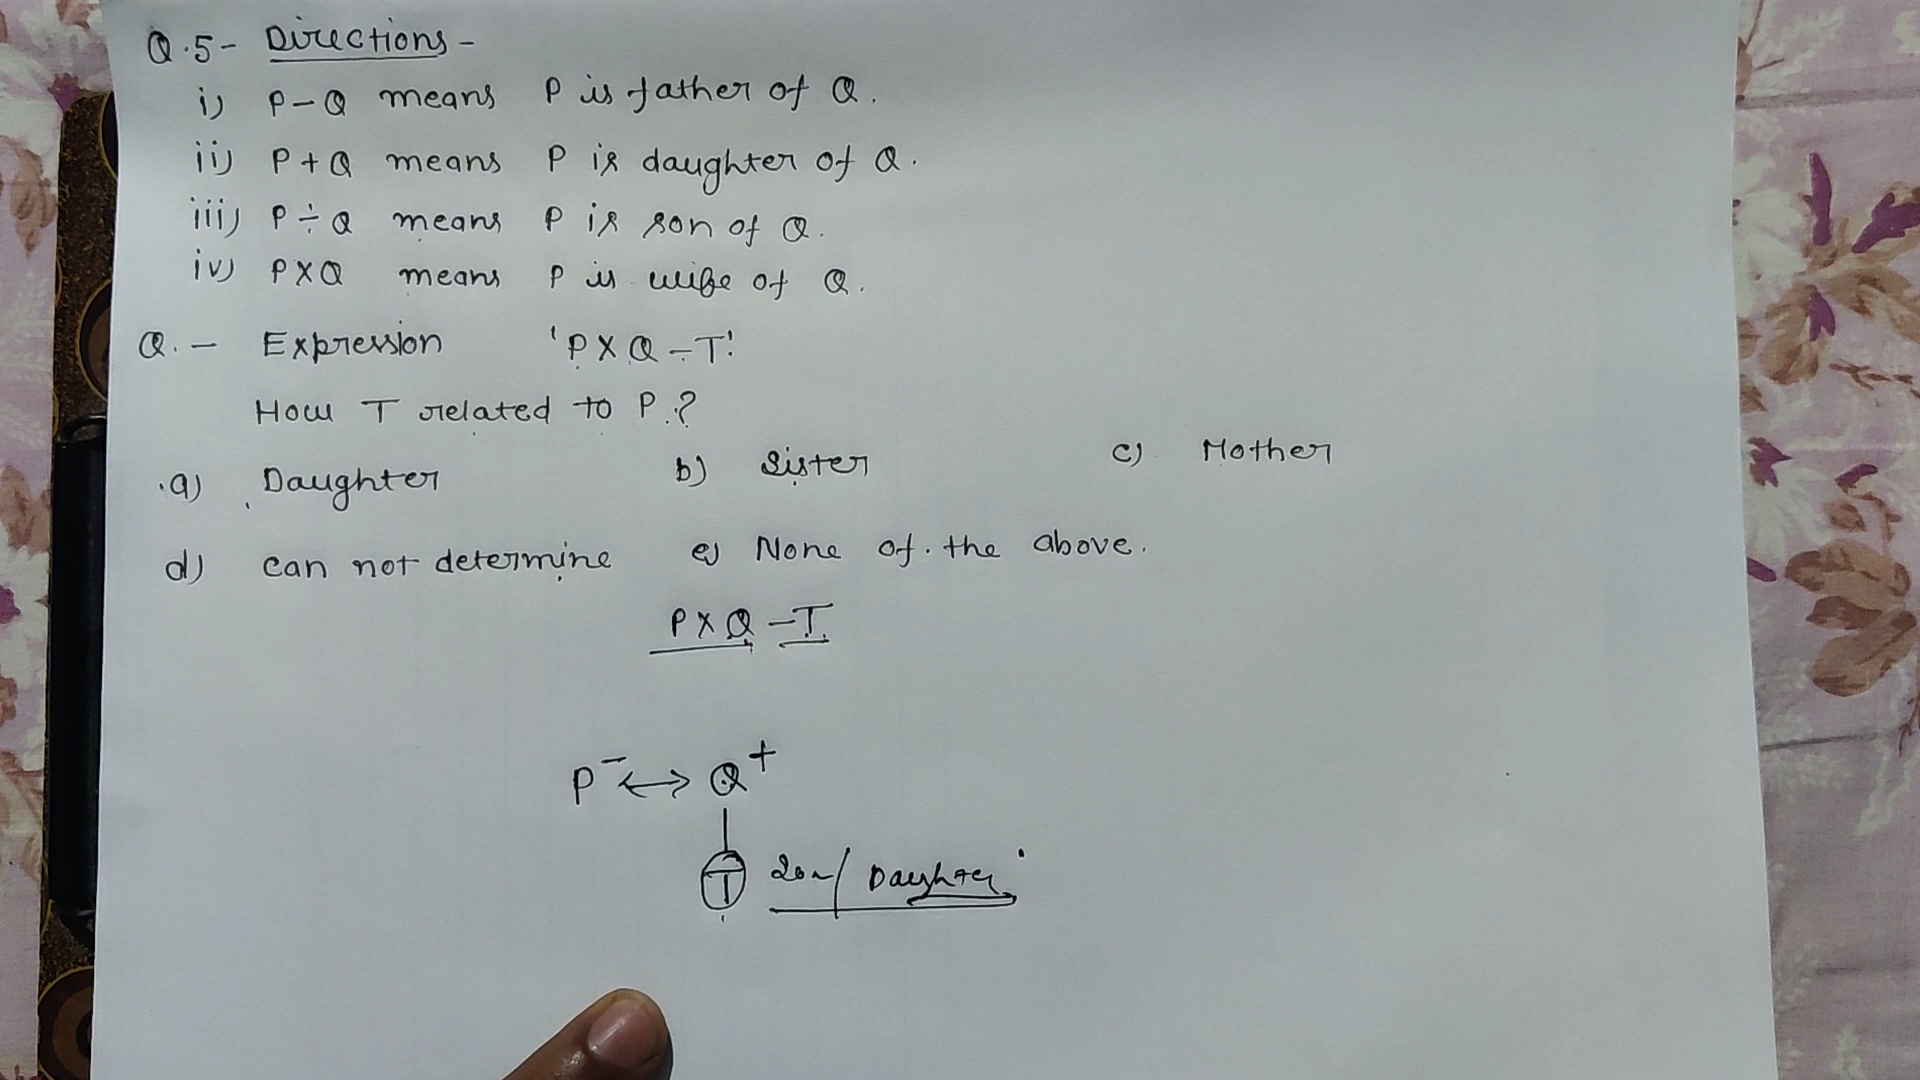 Q.5- Directions -
i) P-Q means P is father of Q.
ii) P+Q means P is daughter of Q.
iii) P÷Q means P is son of Q.
iv) P×Q means P is wife of Q.
Q. - Expression 'P×Q-T'
How T related to P.?
a) Daughter b) Sister c) Mother
d) can not determine e) None of the above.
P×Q-T
P⁻ ↔ Q⁺
T son/Daughter